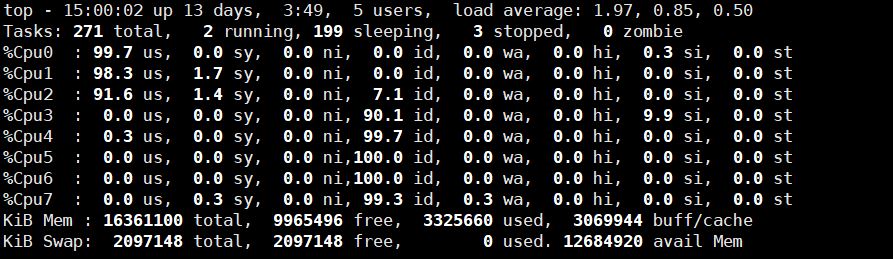 top - 15:00:02 up 13 days,  3:49,  5 users,  load average: 1.97, 0.85, 0.50
Tasks: 271 total,   2 running, 199 sleeping,   3 stopped,   0 zombie
%Cpu0  : 99.7 us,  0.0 sy,  0.0 ni,  0.0 id,  0.0 wa,  0.0 hi,  0.3 si,  0.0 st
%Cpu1  : 98.3 us,  1.7 sy,  0.0 ni,  0.0 id,  0.0 wa,  0.0 hi,  0.0 si,  0.0 st
%Cpu2  : 91.6 us,  1.4 sy,  0.0 ni,  7.1 id,  0.0 wa,  0.0 hi,  0.0 si,  0.0 st
%Cpu3  :  0.0 us,  0.0 sy,  0.0 ni, 90.1 id,  0.0 wa,  0.0 hi,  9.9 si,  0.0 st
%Cpu4  :  0.3 us,  0.0 sy,  0.0 ni, 99.7 id,  0.0 wa,  0.0 hi,  0.0 si,  0.0 st
%Cpu5  :  0.0 us,  0.0 sy,  0.0 ni,100.0 id,  0.0 wa,  0.0 hi,  0.0 si,  0.0 st
%Cpu6  :  0.0 us,  0.0 sy,  0.0 ni,100.0 id,  0.0 wa,  0.0 hi,  0.0 si,  0.0 st
%Cpu7  :  0.0 us,  0.3 sy,  0.0 ni, 99.3 id,  0.3 wa,  0.0 hi,  0.0 si,  0.0 st
KiB Mem : 16361100 total,  9965496 free,  3325660 used,  3069944 buff/cache
KiB Swap:  2097148 total,  2097148 free,        0 used. 12684920 avail Mem